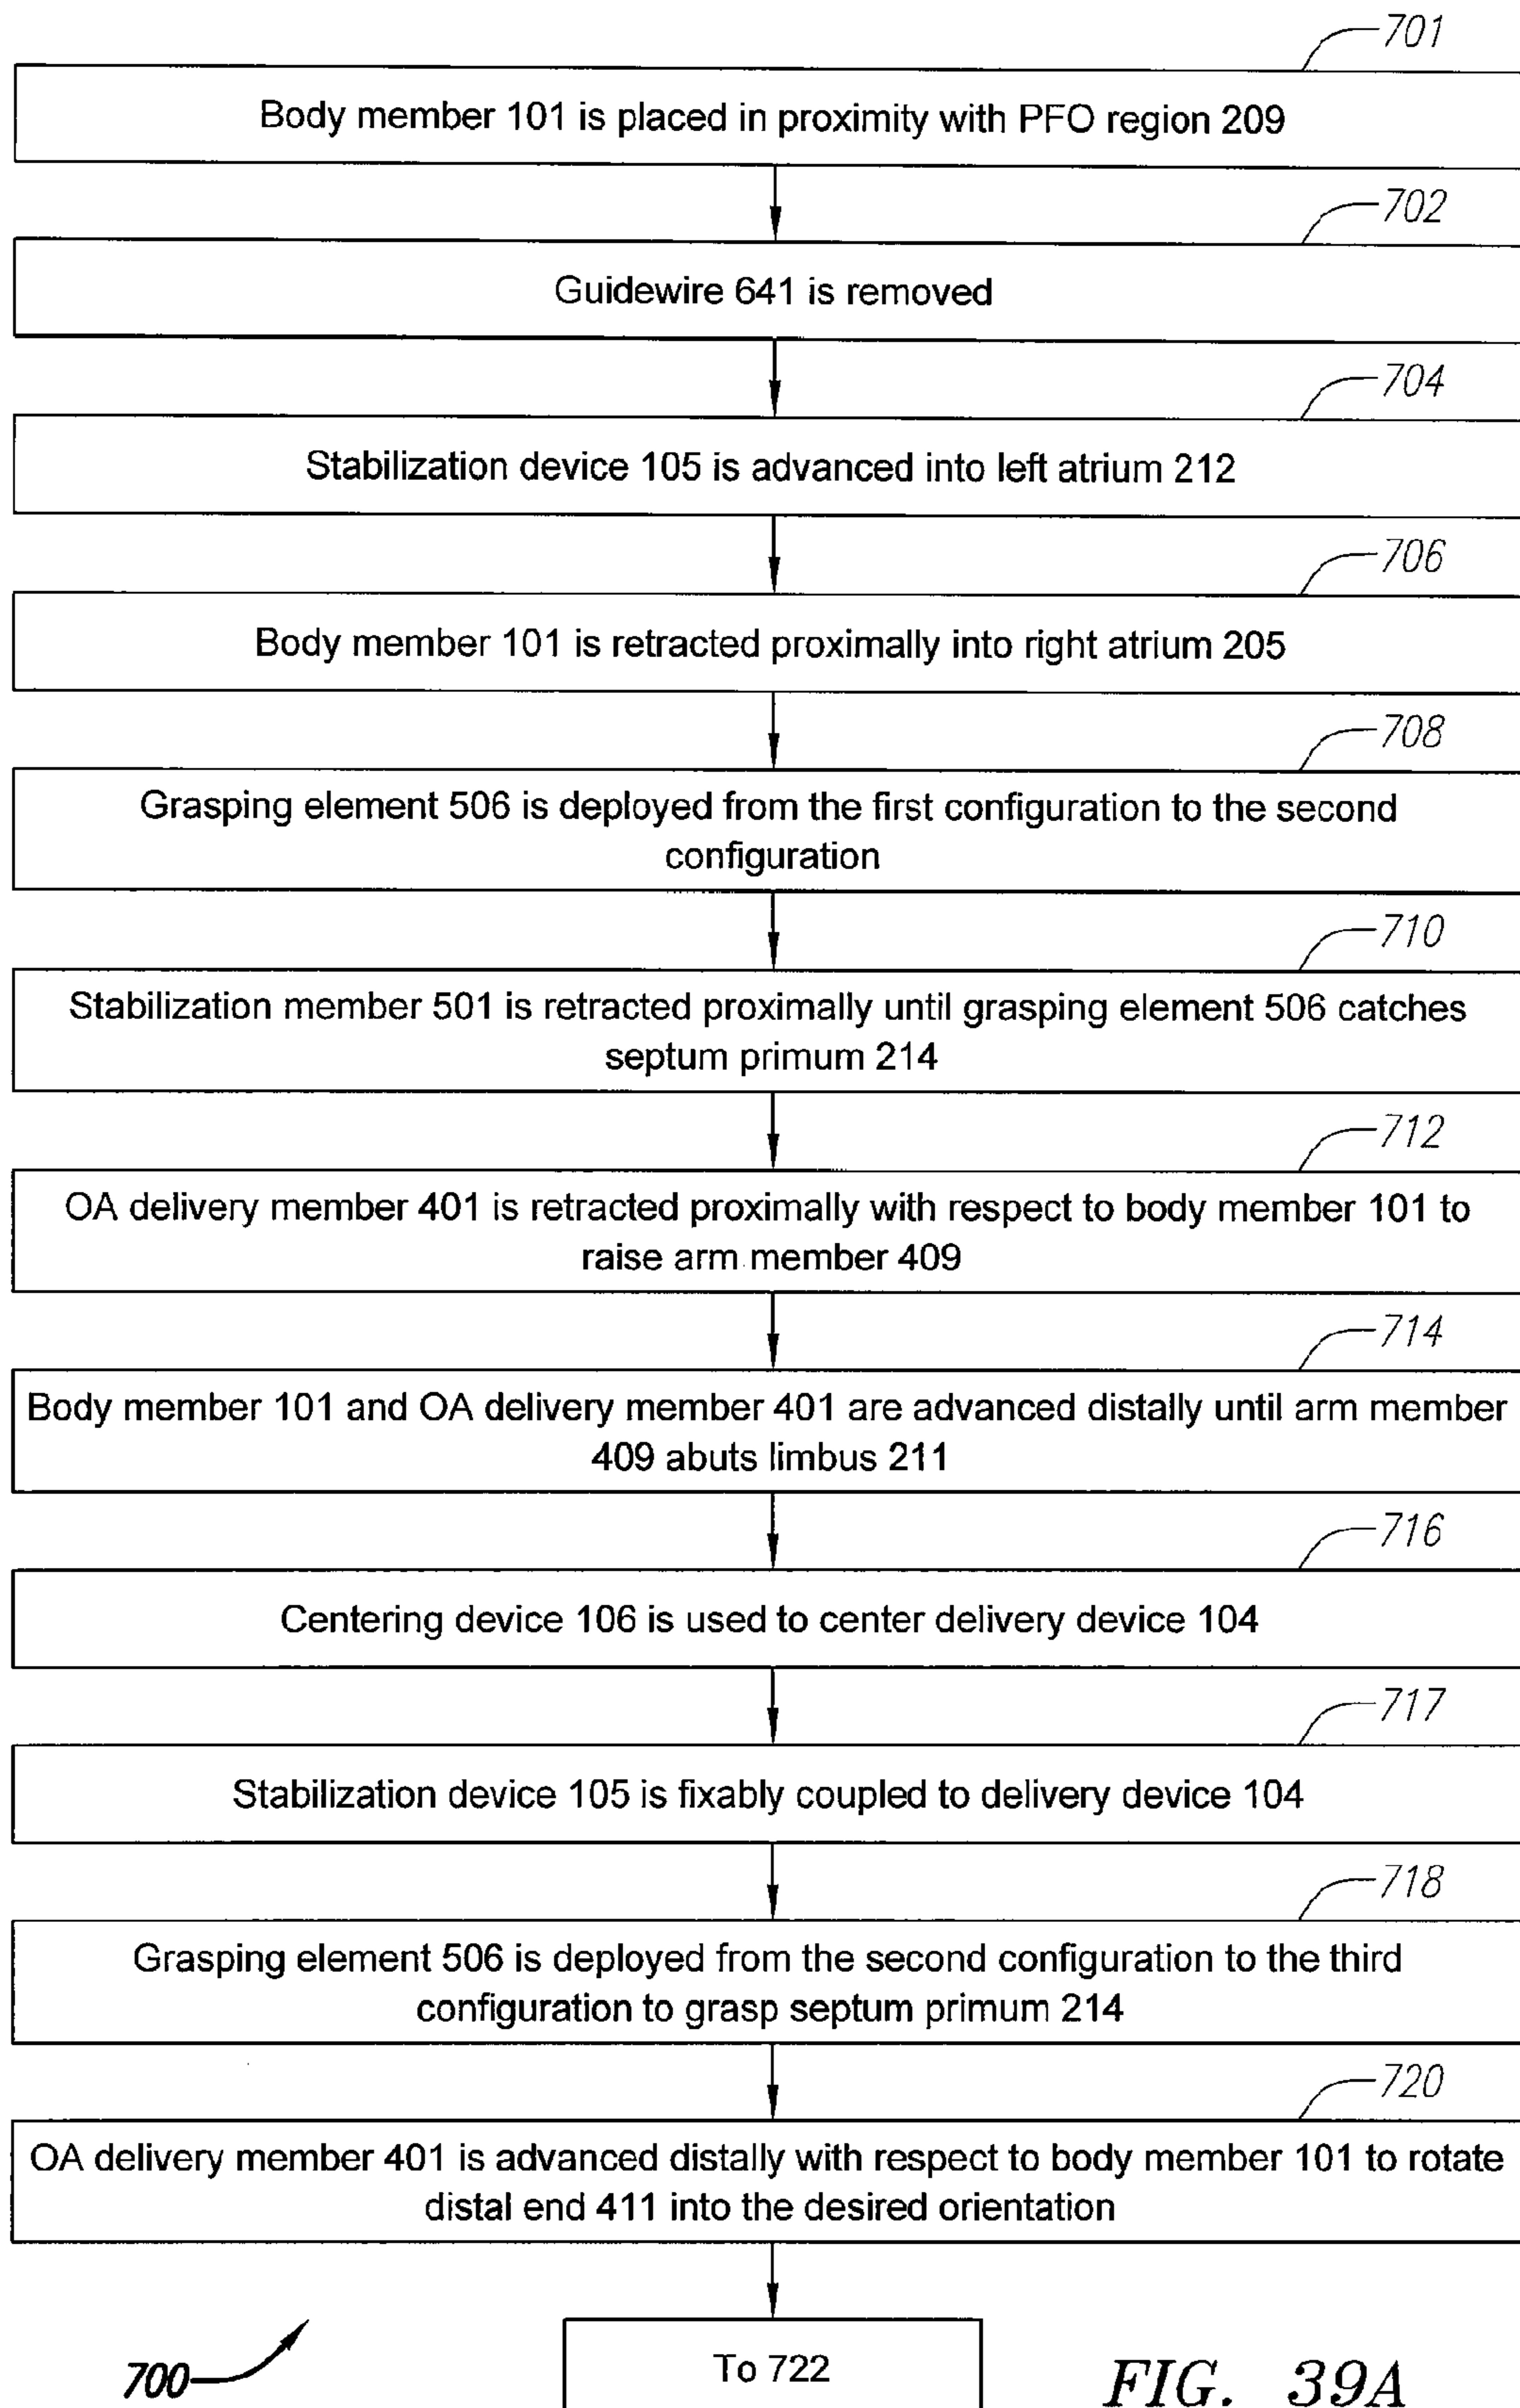 701
Body member 101 is placed in proximity with PFO region 209
702
Guidewire 641 is removed
704
Stabilization device 105 is advanced into left atrium 212
706
Body member 101 is retracted proximally into right atrium 205
708
Grasping element 506 is deployed from the first configuration to the second
configuration
710
Stabilization member 501 is retracted proximally until grasping element 506 catches
septum primum 214
712
OA delivery member 401 is retracted proximally with respect to body member 101 to
raise arm member 409
714
Body member 101 and OA delivery member 401 are advanced distally until arm member
409 abuts limbus 211
716
Centering device 106 is used to center delivery device 104
717
Stabilization device 105 is fixably coupled to delivery device 104
718
Grasping element 506 is deployed from the second configuration to the third
configuration to grasp septum primum 214
720
OA delivery member 401 is advanced distally with respect to body member 101 to rotate
distal end 411 into the desired orientation
To 722
700
FIG. 39A